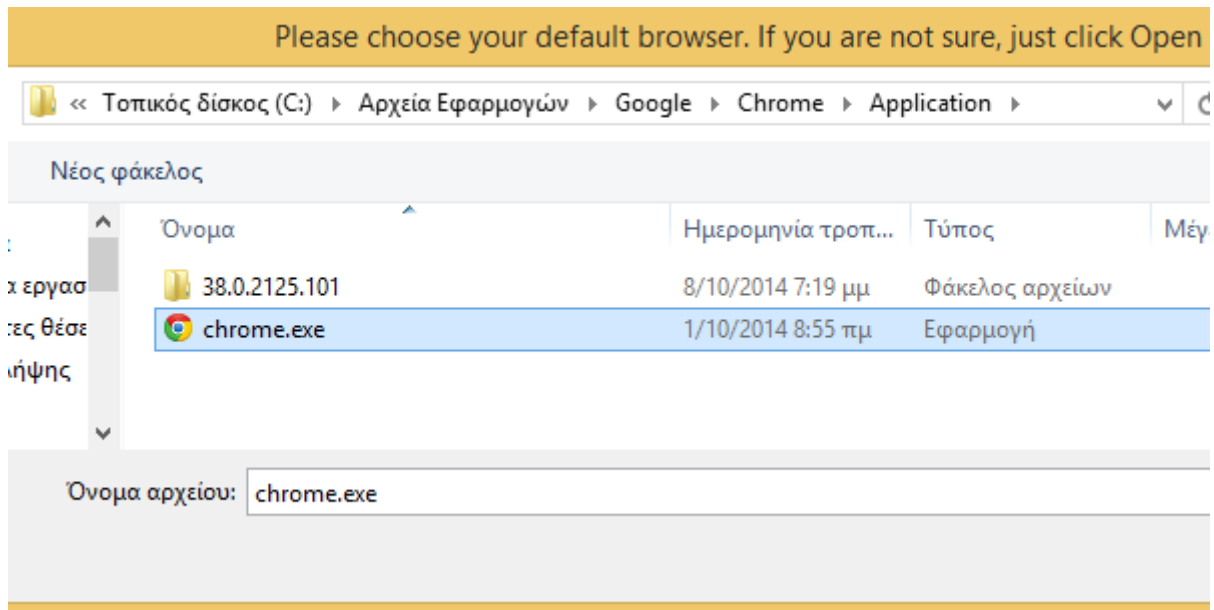 Please choose your default browser. If you are not sure, just click Open
« Τοπικός δίσκος (C:) Αρχεία Εφαρμογών Google Chrome Application
Νέος φάκελος
Όνομα Ημερομηνία τροπ... Τύπος
εργασ 38.0.2125.101 8/10/2014 7:19 μμ Φάκελος αρχείων
θέσε chrome.exe 1/10/2014 8:55 πμ Εφαρμογή
Όνομα αρχείου: chrome.exe